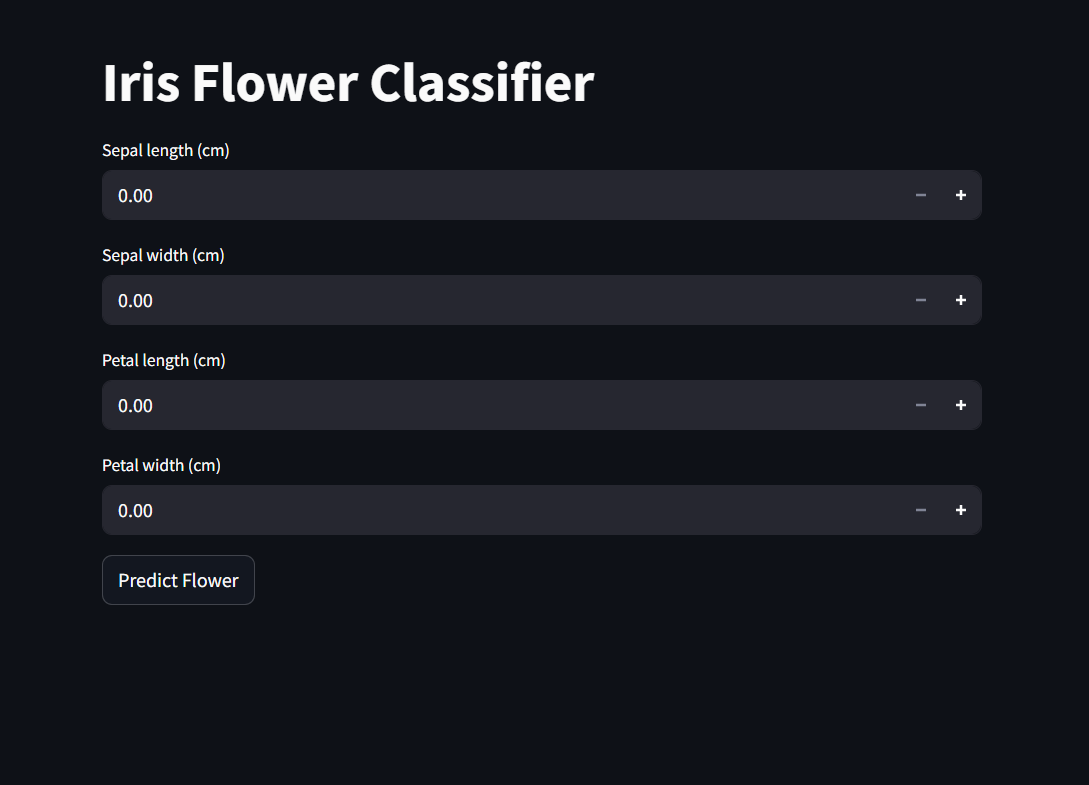 Iris Flower Classifier
Sepal length (cm)
0.00 − +
Sepal width (cm)
0.00 − +
Petal length (cm)
0.00 − +
Petal width (cm)
0.00 − +
Predict Flower